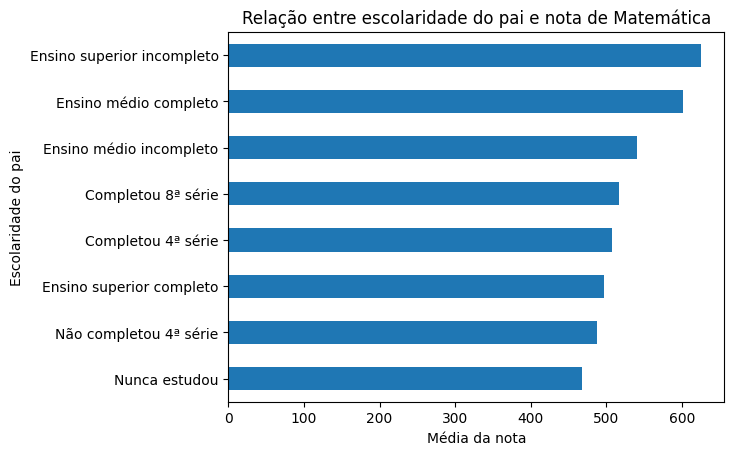 Relação entre escolaridade do pai e nota de Matemática
Escolaridade do pai
Ensino superior incompleto
Ensino médio completo
Ensino médio incompleto
Completou 8ª série
Completou 4ª série
Ensino superior completo
Não completou 4ª série
Nunca estudou
0 100 200 300 400 500 600
Média da nota